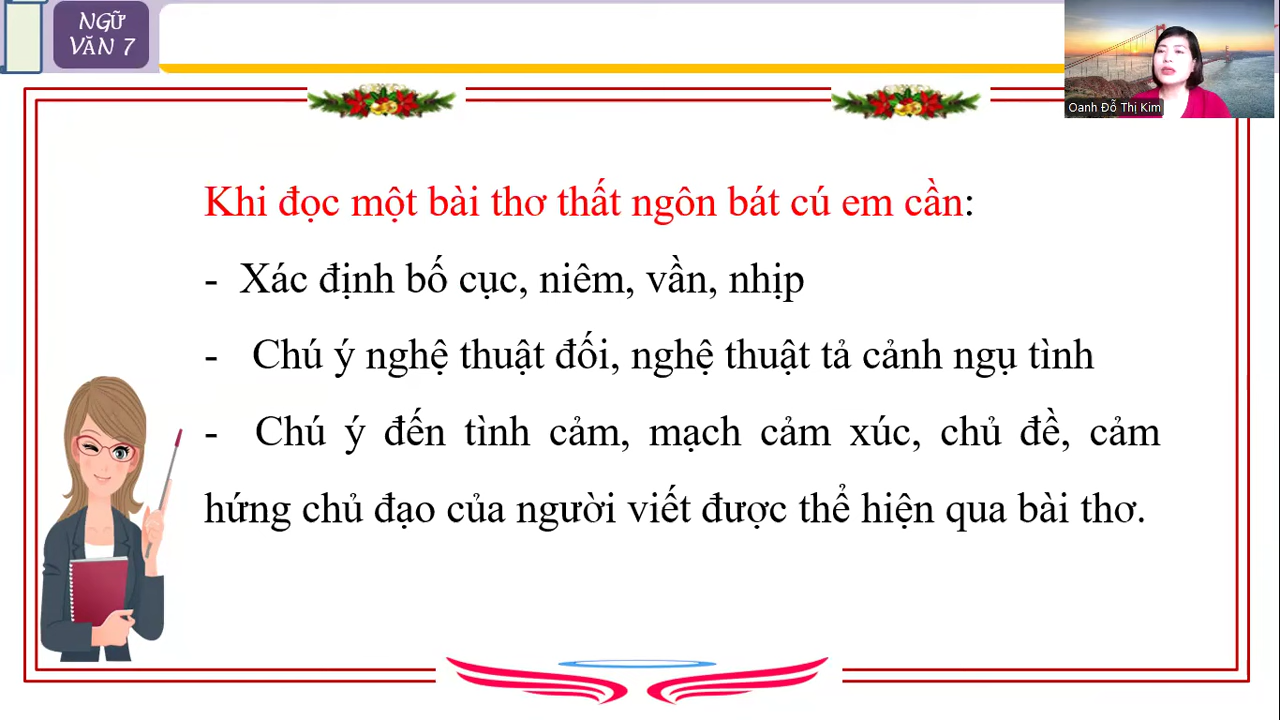 NGỮ
VĂN 7
Oanh Đỗ Thị Kim
Khi đọc một bài thơ thất ngôn bát cú em cần:
- Xác định bố cục, niêm, vần, nhịp
- Chú ý nghệ thuật đối, nghệ thuật tả cảnh ngụ tình
- Chú ý đến tình cảm, mạch cảm xúc, chủ đề, cảm
hứng chủ đạo của người viết được thể hiện qua bài thơ.